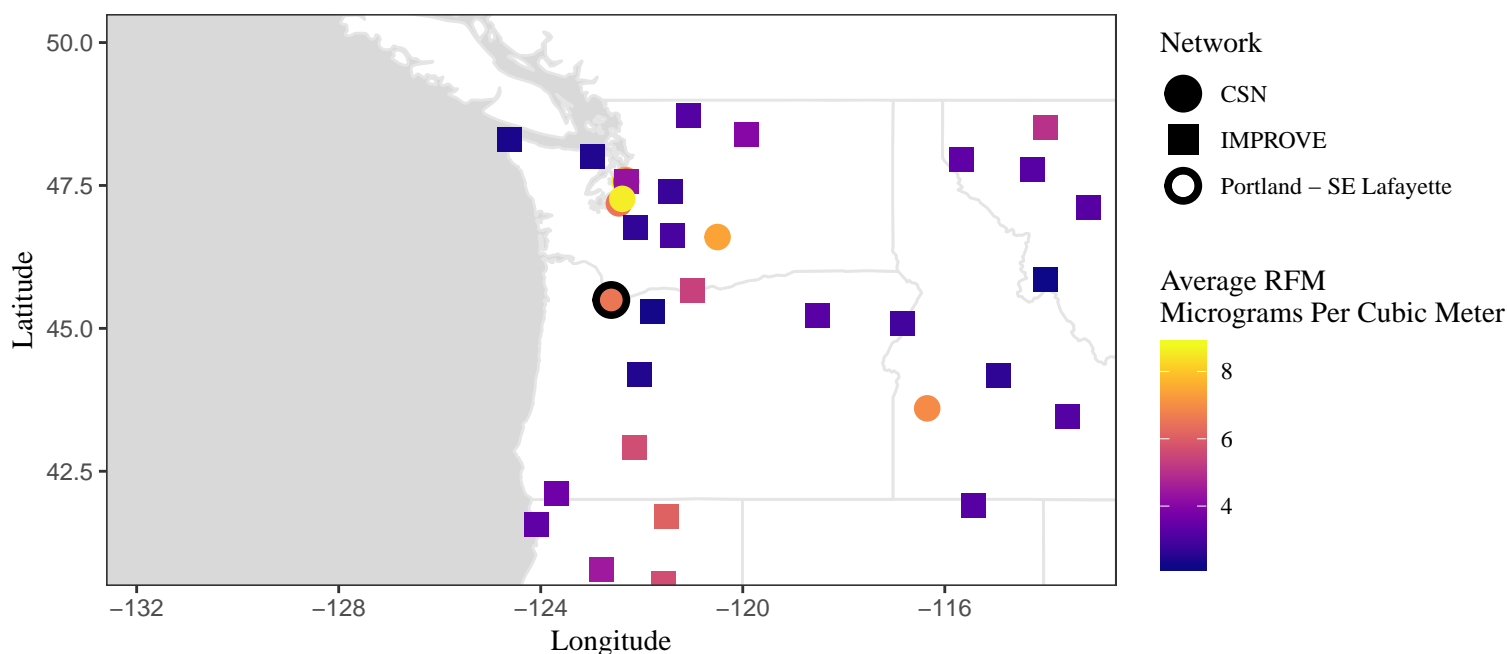 50.0
47.5
45.0
42.5
Latitude
−132
−128
−124
−120
−116
Longitude
Network
CSN
IMPROVE
Portland − SE Lafayette
Average RFM
Micrograms Per Cubic Meter
8
6
4